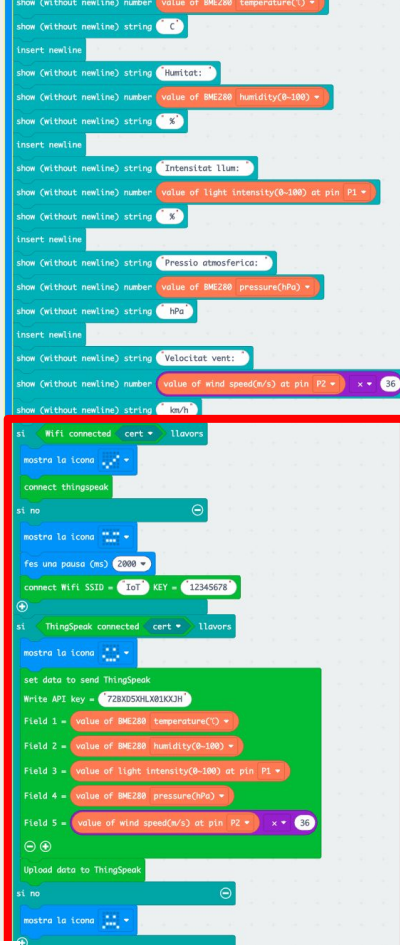 show (without newline) number value of BME280 temperature(℃) ▾
show (without newline) string " C"
insert newline
show (without newline) string "Humitat: "
show (without newline) number value of BME280 humidity(0~100) ▾
show (without newline) string " %"
insert newline
show (without newline) string "Intensitat llum: "
show (without newline) number value of light intensity(0~100) at pin P1 ▾
show (without newline) string " %"
insert newline
show (without newline) string "Pressio atmosferica: "
show (without newline) number value of BME280 pressure(hPa) ▾
show (without newline) string " hPa"
insert newline
show (without newline) string "Velocitat vent: "
show (without newline) number value of wind speed(m/s) at pin P2 ▾ × ▾ 36
show (without newline) string " km/h"
si Wifi connected cert ▾ llavors
mostra la icona
connect thingspeak
si no
mostra la icona
fes una pausa (ms) 2000 ▾
connect Wifi SSID = "IoT" KEY = "12345678"
si ThingSpeak connected cert ▾ llavors
mostra la icona
set data to send ThingSpeak
Write API key = "72BXD5XHLX01KXJH"
Field 1 = value of BME280 temperature(℃) ▾
Field 2 = value of BME280 humidity(0~100) ▾
Field 3 = value of light intensity(0~100) at pin P1 ▾
Field 4 = value of BME280 pressure(hPa) ▾
Field 5 = value of wind speed(m/s) at pin P2 ▾ × ▾ 36
Upload data to ThingSpeak
si no
mostra la icona